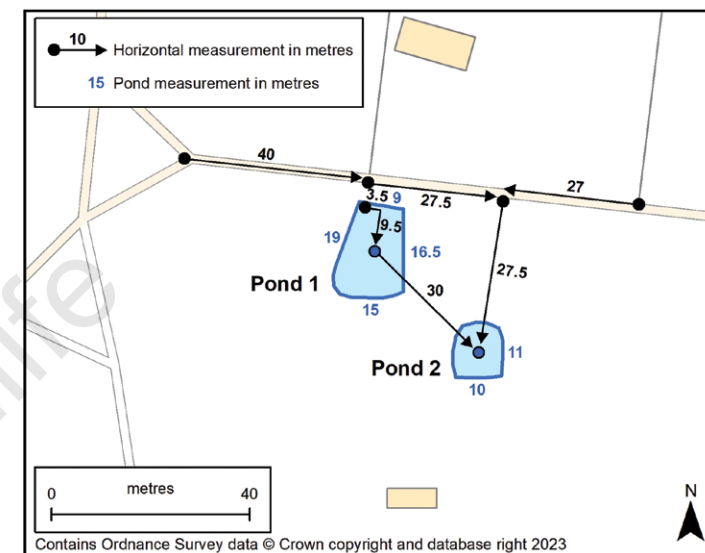 10
Horizontal measurement in metres
15 Pond measurement in metres
40
27
3.5 9
27.5
9.5
19
16.5
27.5
Pond 1
30
15
11
Pond 2
10
metres
0 40
N
Contains Ordnance Survey data © Crown copyright and database right 2023